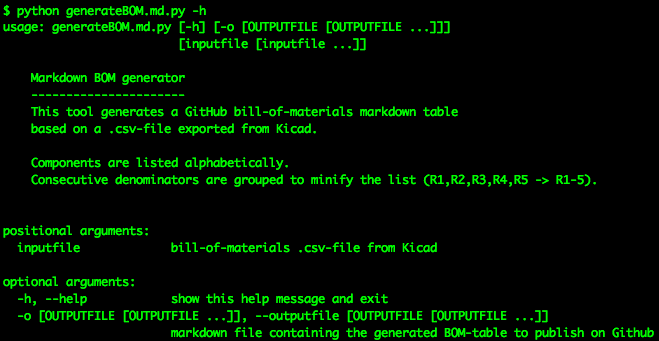 $ python generateBOM.md.py -h
usage: generateBOM.md.py [-h] [-o [OUTPUTFILE [OUTPUTFILE ...]]]
                         [inputfile [inputfile ...]]
    Markdown BOM generator
    ----------------------
    This tool generates a GitHub bill-of-materials markdown table
    based on a .csv-file exported from Kicad.
    Components are listed alphabetically.
    Consecutive denominators are grouped to minify the list (R1,R2,R3,R4,R5 -> R1-5).
positional arguments:
  inputfile             bill-of-materials .csv-file from Kicad
optional arguments:
  -h, --help            show this help message and exit
  -o [OUTPUTFILE [OUTPUTFILE ...]], --outputfile [OUTPUTFILE [OUTPUTFILE ...]]
                        markdown file containing the generated BOM-table to publish on Github